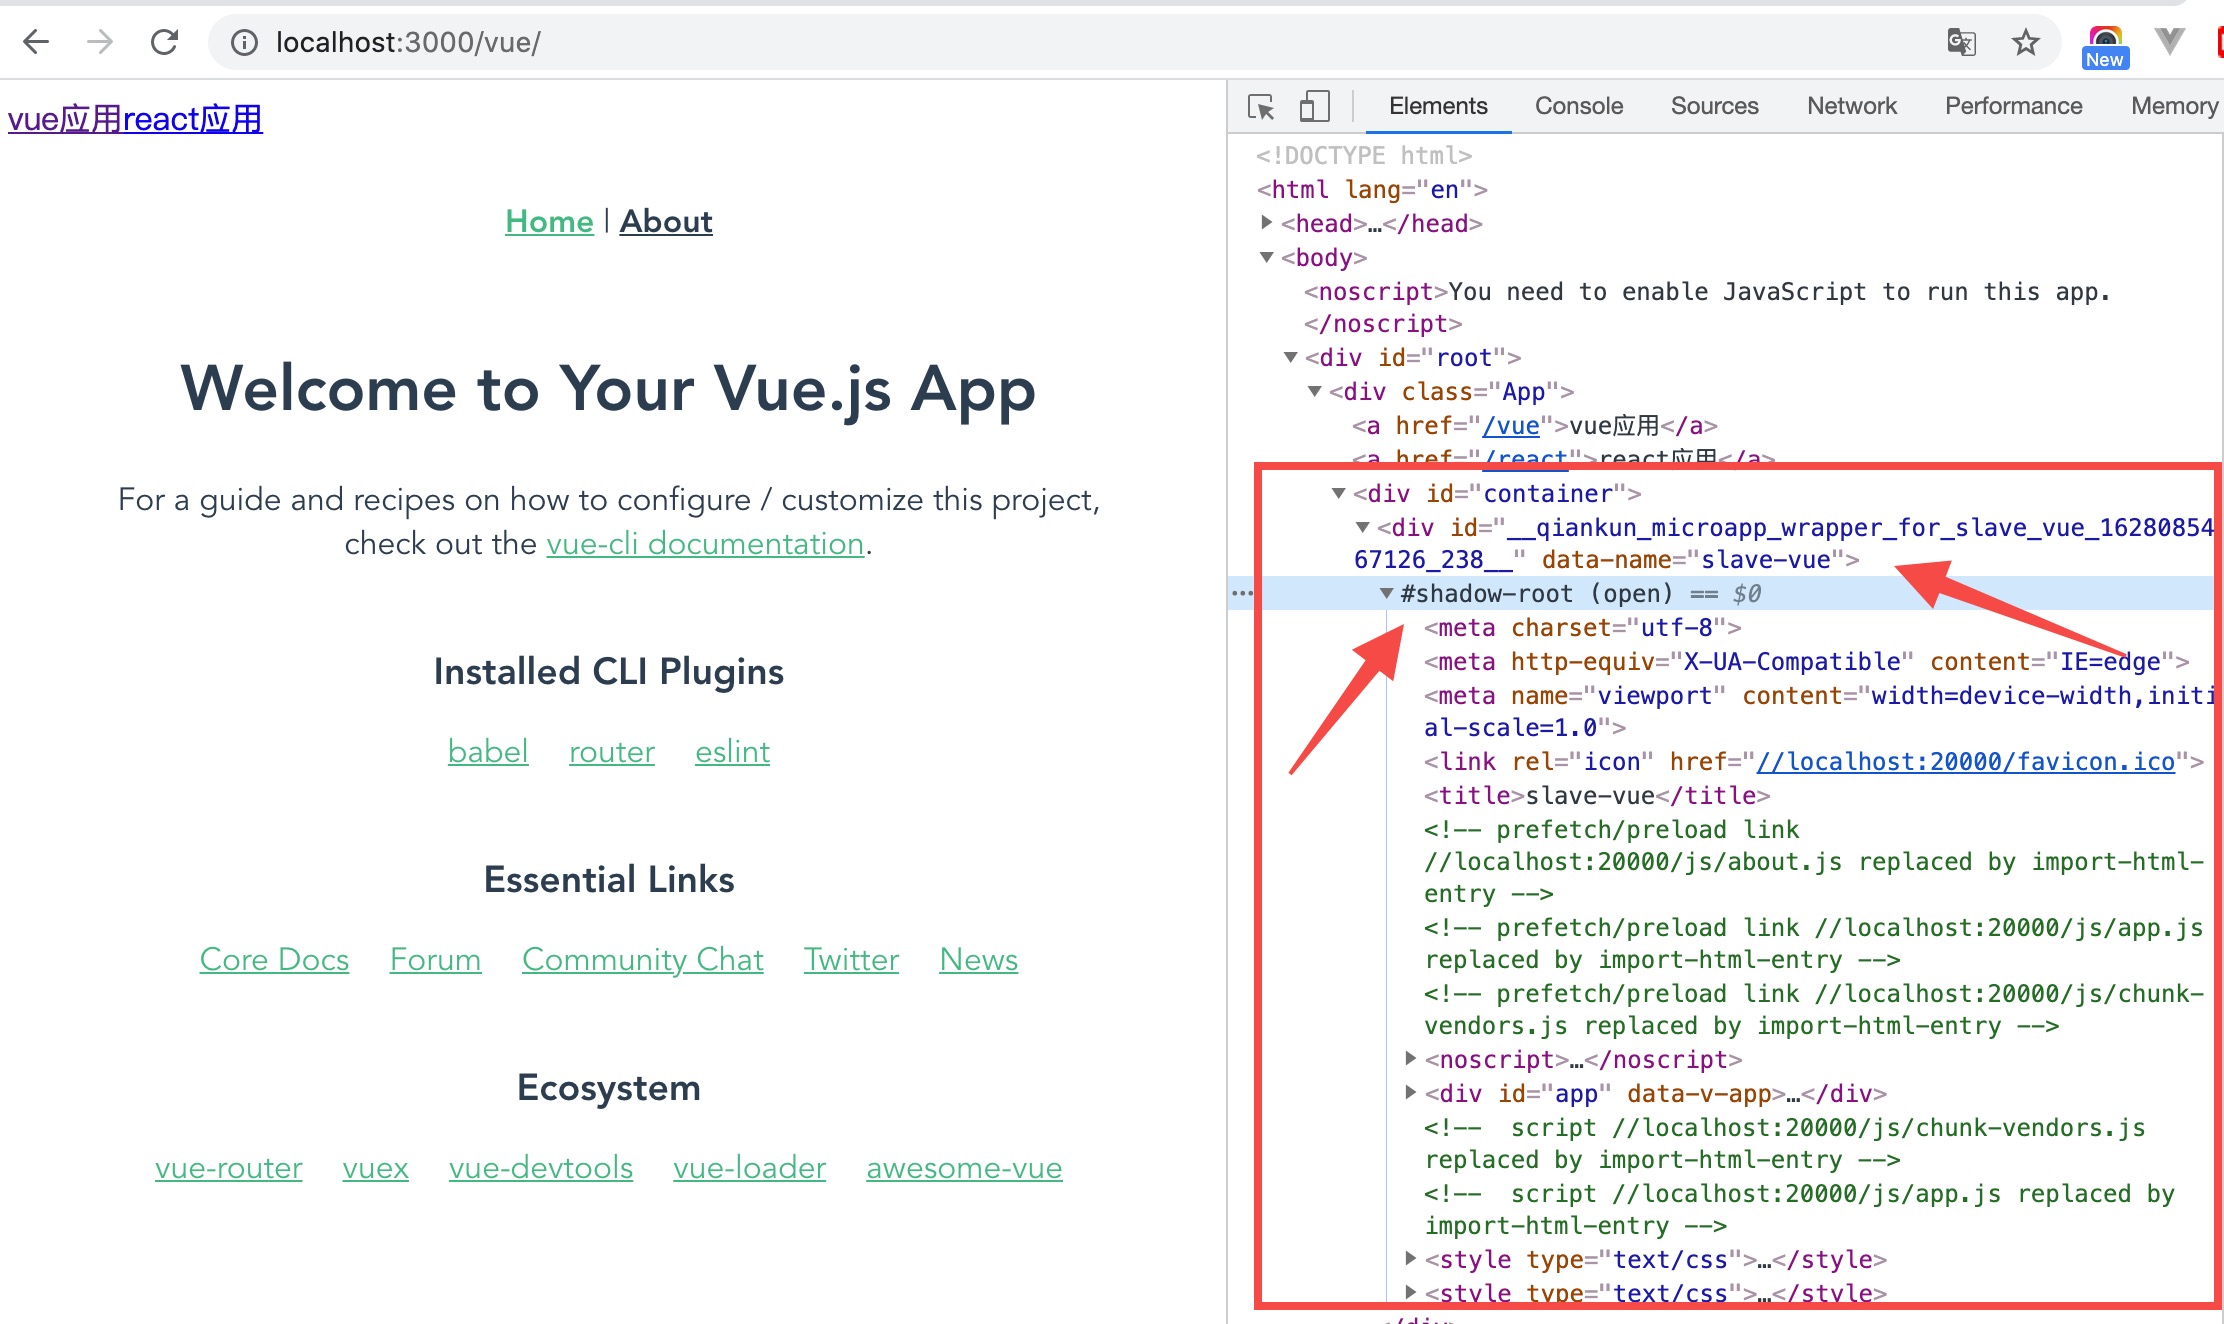 localhost:3000/vue/
New
vue应用react应用
Home | About
Welcome to Your Vue.js App
For a guide and recipes on how to configure / customize this project,
check out the vue-cli documentation.
Installed CLI Plugins
babel router eslint
Essential Links
Core Docs Forum Community Chat Twitter News
Ecosystem
vue-router vuex vue-devtools vue-loader awesome-vue
Elements Console Sources Network Performance Memory
<!DOCTYPE html>
<html lang="en">
<head>…</head>
<body>
<noscript>You need to enable JavaScript to run this app.
</noscript>
<div id="root">
<div class="App">
<a href="/vue">vue应用</a>
<a href="/react">react应用</a>
<div id="container">
<div id="__qiankun_microapp_wrapper_for_slave_vue_16280854
67126_238__" data-name="slave-vue">
#shadow-root (open) == $0
<meta charset="utf-8">
<meta http-equiv="X-UA-Compatible" content="IE=edge">
<meta name="viewport" content="width=device-width,initi
al-scale=1.0">
<link rel="icon" href="//localhost:20000/favicon.ico">
<title>slave-vue</title>
<!-- prefetch/preload link
//localhost:20000/js/about.js replaced by import-html-
entry -->
<!-- prefetch/preload link //localhost:20000/js/app.js
replaced by import-html-entry -->
<!-- prefetch/preload link //localhost:20000/js/chunk-
vendors.js replaced by import-html-entry -->
<noscript>…</noscript>
<div id="app" data-v-app>…</div>
<!--  script //localhost:20000/js/chunk-vendors.js
replaced by import-html-entry -->
<!--  script //localhost:20000/js/app.js replaced by
import-html-entry -->
<style type="text/css">…</style>
<style type="text/css">…</style>
</div>